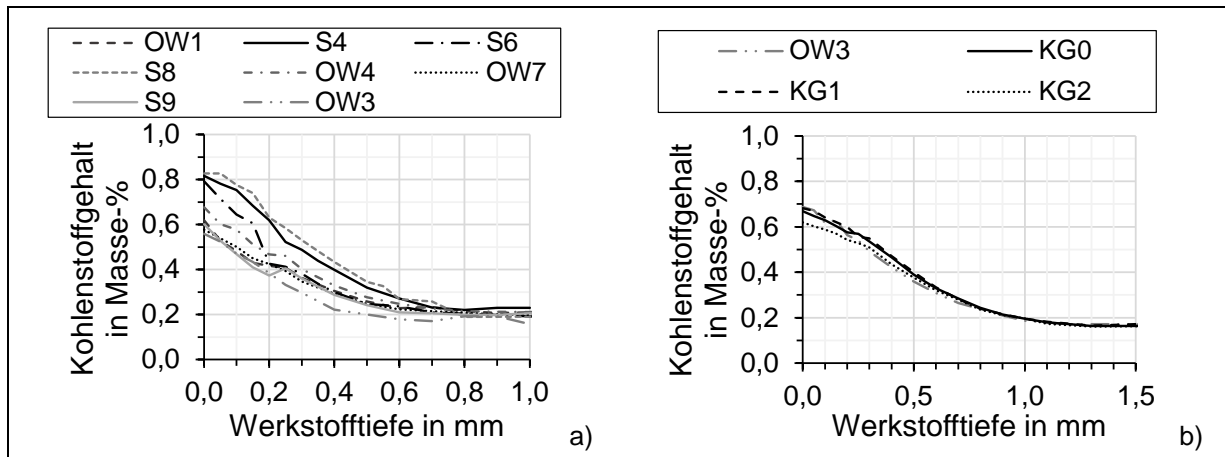 OW1 S4 S6
S8 OW4 OW7
S9 OW3
Kohlenstoffgehalt
in Masse-%
1,0
0,8
0,6
0,4
0,2
0,0
0,0 0,2 0,4 0,6 0,8 1,0
Werkstofftiefe in mm
a)
OW3 KG0
KG1 KG2
Kohlenstoffgehalt
in Masse-%
1,0
0,8
0,6
0,4
0,2
0,0
0,0 0,5 1,0 1,5
Werkstofftiefe in mm
b)